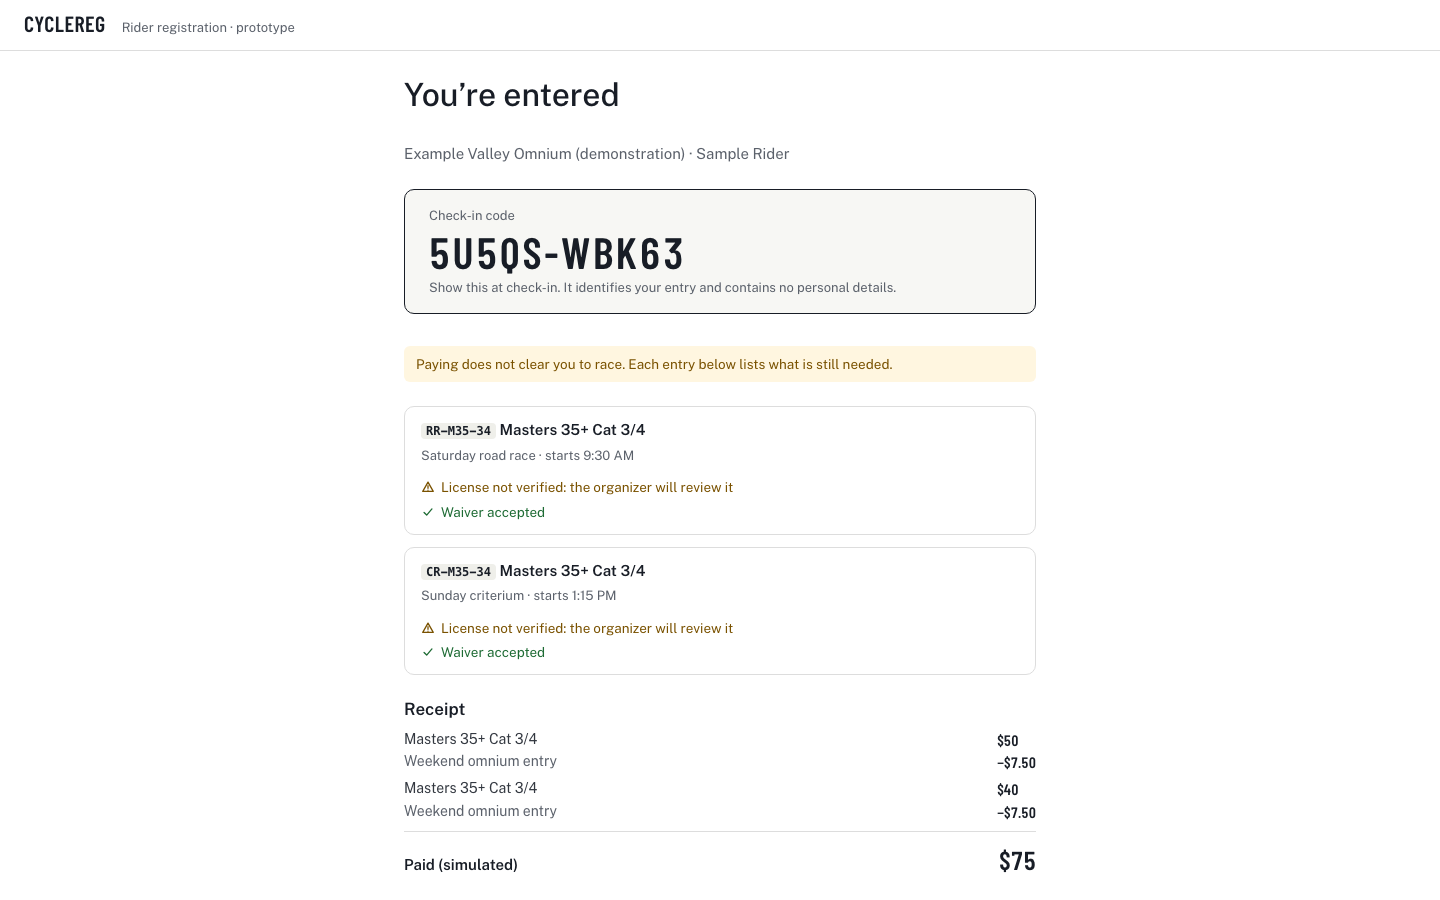 CYCLEREG Rider registration · prototype
You’re entered
Example Valley Omnium (demonstration) · Sample Rider
Check-in code
5U5QS-WBK63
Show this at check-in. It identifies your entry and contains no personal details.
Paying does not clear you to race. Each entry below lists what is still needed.
RR-M35-34 Masters 35+ Cat 3/4
Saturday road race · starts 9:30 AM
License not verified: the organizer will review it
Waiver accepted
CR-M35-34 Masters 35+ Cat 3/4
Sunday criterium · starts 1:15 PM
License not verified: the organizer will review it
Waiver accepted
Receipt
Masters 35+ Cat 3/4 $50
Weekend omnium entry −$7.50
Masters 35+ Cat 3/4 $40
Weekend omnium entry −$7.50
Paid (simulated) $75